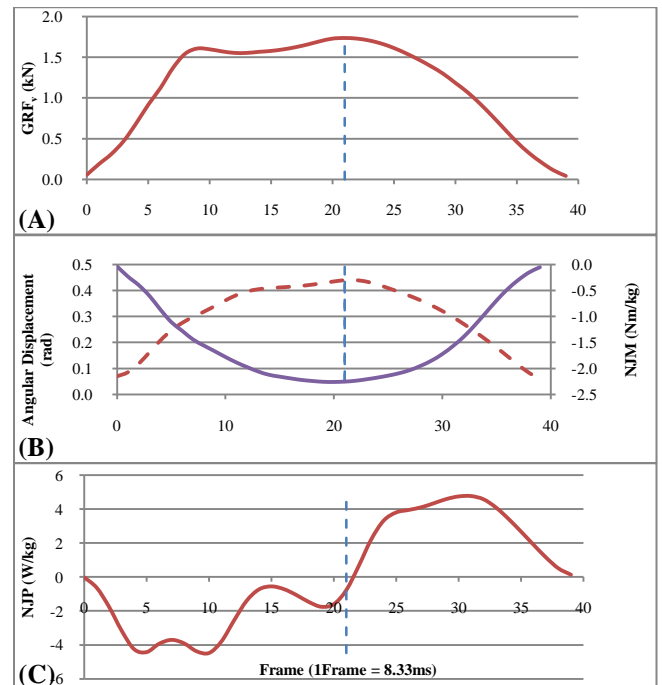 2.0
1.5
1.0
0.5
0.0
GRFv (kN)
0 5 10 15 20 25 30 35 40
(A)
0.5
0.4
0.3
0.2
0.1
0.0
Angular Displacement
(rad)
0.0
-0.5
-1.0
-1.5
-2.0
-2.5
NJM (Nm/kg)
0 10 20 30 40
(B)
6
4
2
0
-2
-4
-6
NJP (W/kg)
0 5 10 15 20 25 30 35 40
Frame (1Frame = 8.33ms)
(C)